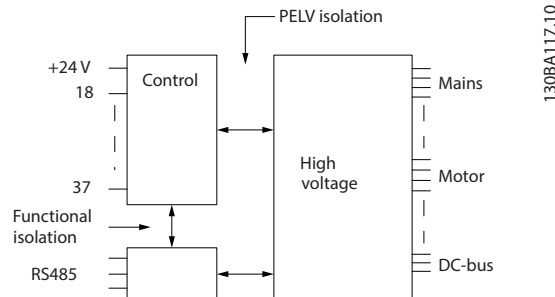 PELV isolation
+24 V
Control
18
Mains
High
voltage
Motor
37
Functional
isolation
DC-bus
RS485
130BA117.10